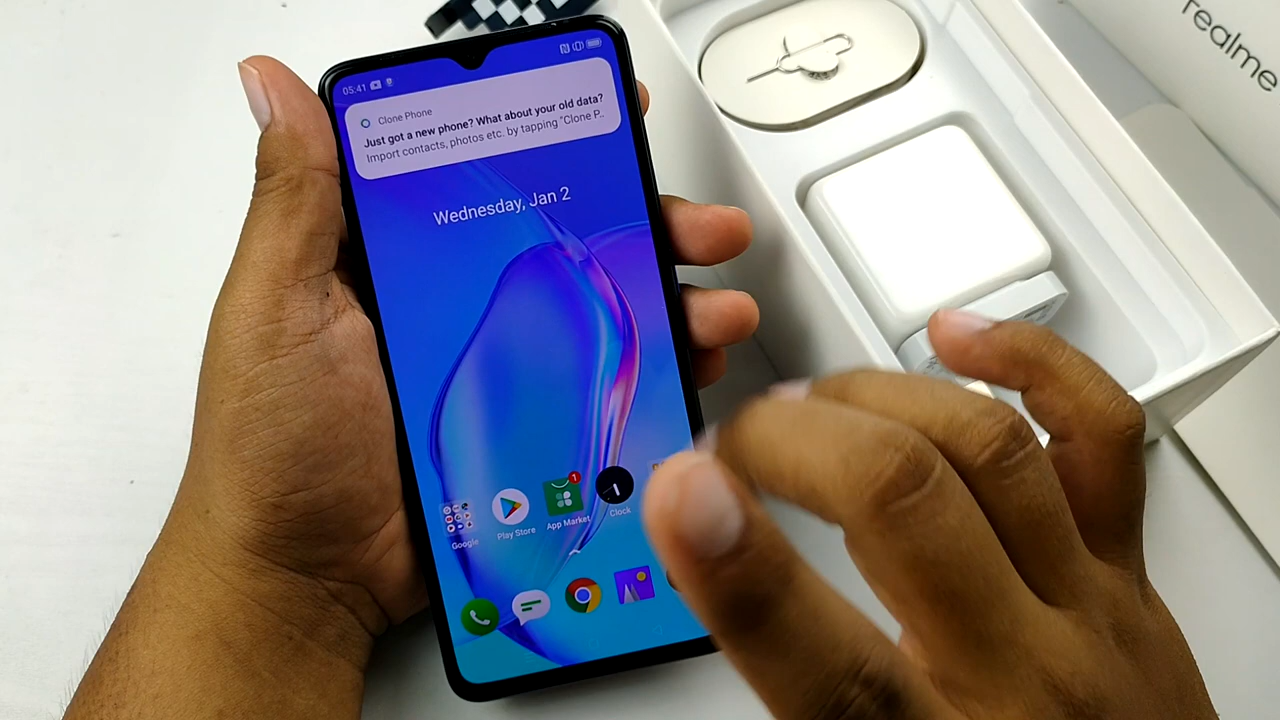 05:41
Clone Phone
Just got a new phone? What about your old data?
Import contacts, photos etc. by tapping "Clone P..
Wednesday, Jan 2
1
Google
Play Store
App Market
Clock
realme